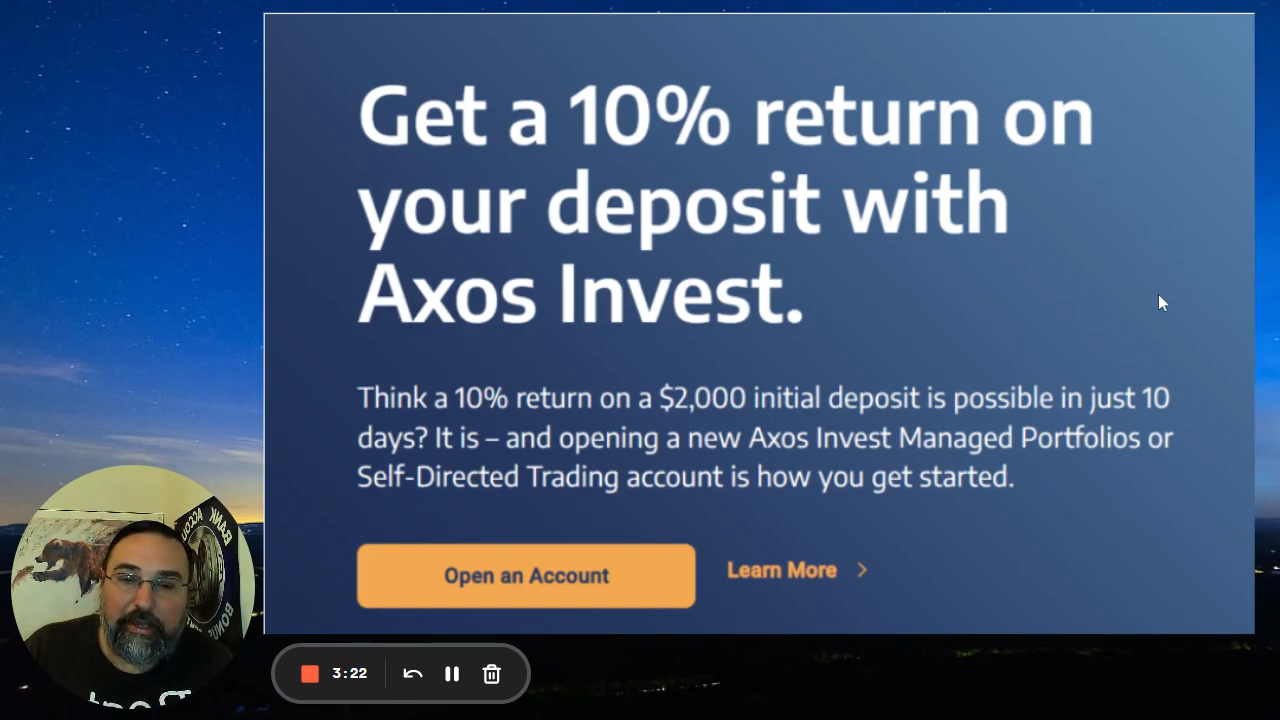 Get a 10% return on
your deposit with
Axos Invest.
Think a 10% return on a $2,000 initial deposit is possible in just 10
days? It is – and opening a new Axos Invest Managed Portfolios or
Self-Directed Trading account is how you get started.
Open an Account
Learn More
BANK
3:22